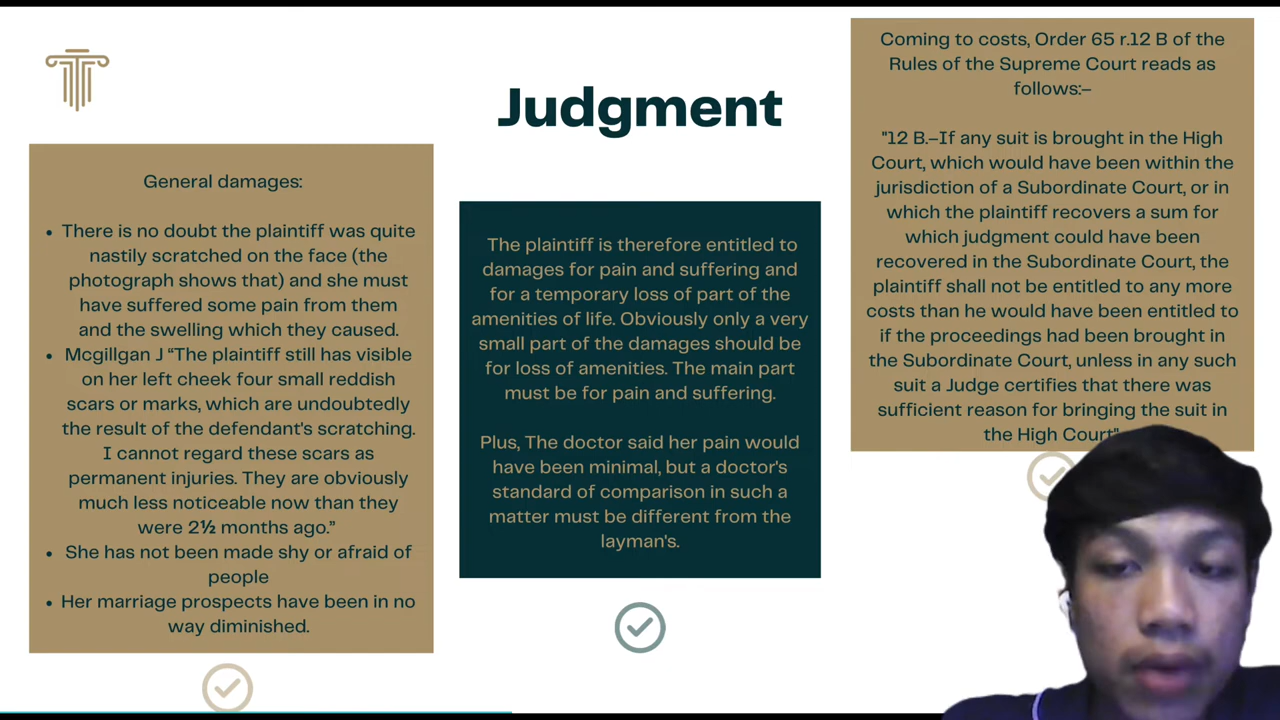 Judgment
General damages:
• There is no doubt the plaintiff was quite
nastily scratched on the face (the
photograph shows that) and she must
have suffered some pain from them
and the swelling which they caused.
• Mcgillgan J “The plaintiff still has visible
on her left cheek four small reddish
scars or marks, which are undoubtedly
the result of the defendant's scratching.
I cannot regard these scars as
permanent injuries. They are obviously
much less noticeable now than they
were 2½ months ago.”
• She has not been made shy or afraid of
people
• Her marriage prospects have been in no
way diminished.
The plaintiff is therefore entitled to
damages for pain and suffering and
for a temporary loss of part of the
amenities of life. Obviously only a very
small part of the damages should be
for loss of amenities. The main part
must be for pain and suffering.
Plus, The doctor said her pain would
have been minimal, but a doctor's
standard of comparison in such a
matter must be different from the
layman's.
Coming to costs, Order 65 r.12 B of the
Rules of the Supreme Court reads as
follows:–
"12 B.–If any suit is brought in the High
Court, which would have been within the
jurisdiction of a Subordinate Court, or in
which the plaintiff recovers a sum for
which judgment could have been
recovered in the Subordinate Court, the
plaintiff shall not be entitled to any more
costs than he would have been entitled to
if the proceedings had been brought in
the Subordinate Court, unless in any such
suit a Judge certifies that there was
sufficient reason for bringing the suit in
the High Court"